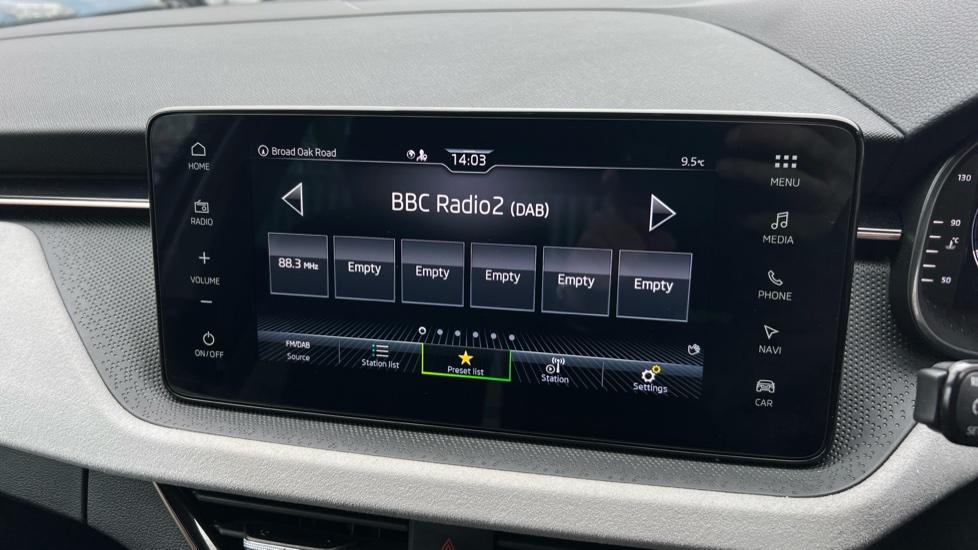 Broad Oak Road
14:03
9.5°C
BBC Radio2 (DAB)
88.3 MHz
Empty
Empty
Empty
Empty
Empty
FM/DAB
Source
Station list
Preset list
Station
Settings
HOME
RADIO
+
VOLUME
−
ON/OFF
MENU
MEDIA
PHONE
NAVI
CAR
130
90
°C
50